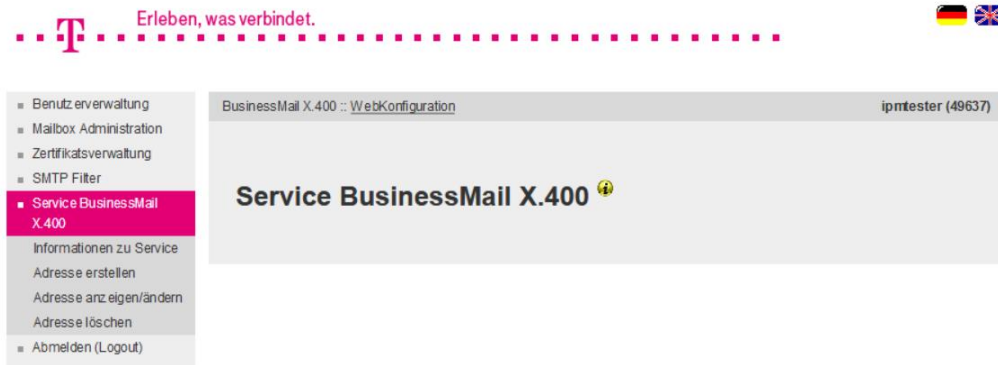 Erleben, was verbindet.
T
Benutzerverwaltung
Mailbox Administration
Zertifikatsverwaltung
SMTP Filter
Service BusinessMail
X.400
Informationen zu Service
Adresse erstellen
Adresse anzeigen/ändern
Adresse löschen
Abmelden (Logout)
BusinessMail X.400 :: WebKonfiguration
ipmtester (49637)
Service BusinessMail X.400